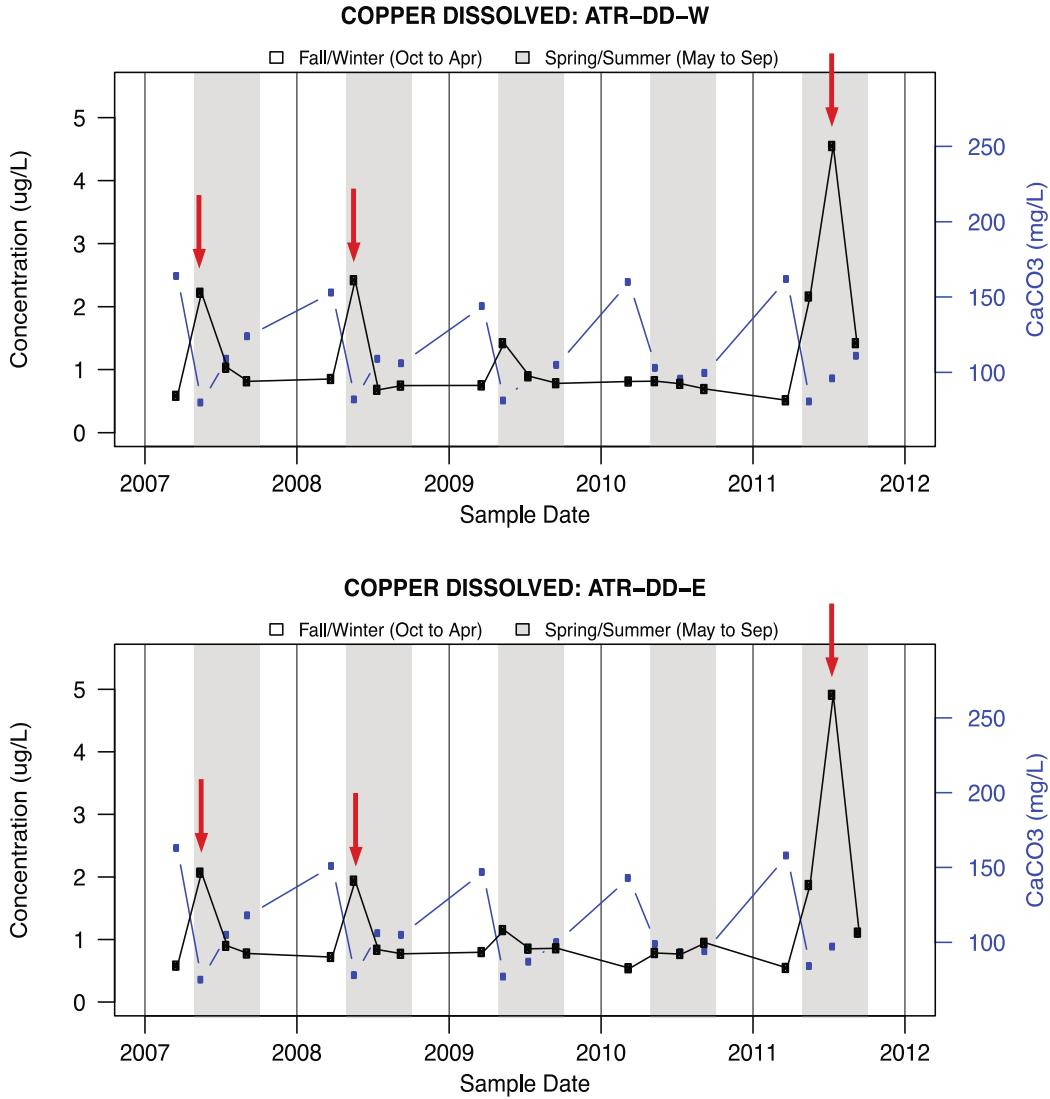 COPPER DISSOLVED: ATR−DD−W
Fall/Winter (Oct to Apr) Spring/Summer (May to Sep)
Concentration (ug/L)
5
4
3
2
1
0
250
200
150
100
CaCO3 (mg/L)
2007 2008 2009 2010 2011 2012
Sample Date
COPPER DISSOLVED: ATR−DD−E
Fall/Winter (Oct to Apr) Spring/Summer (May to Sep)
Concentration (ug/L)
5
4
3
2
1
0
250
200
150
100
CaCO3 (mg/L)
2007 2008 2009 2010 2011 2012
Sample Date